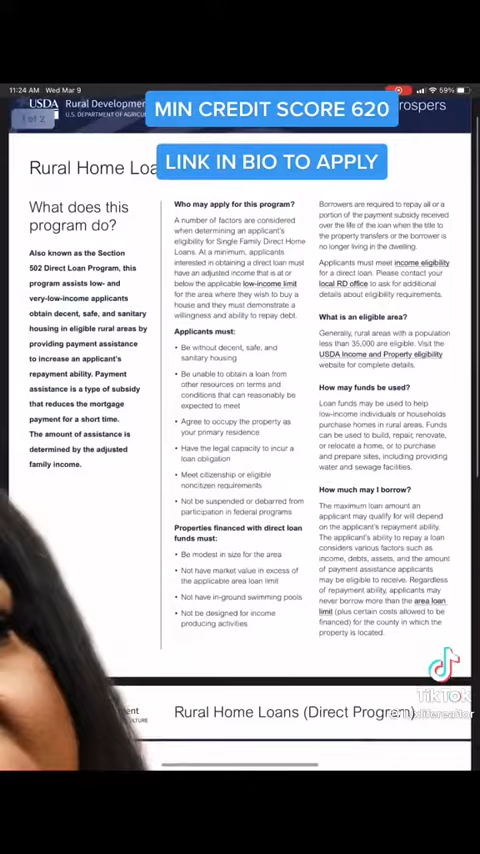 11:24 AM Wed Mar 9
59%
USDA Rural Developm
U.S. DEPARTMENT OF AGRICU
rospers
1 of 2
MIN CREDIT SCORE 620
LINK IN BIO TO APPLY
Rural Home Loa
What does this
program do?
Also known as the Section
502 Direct Loan Program, this
program assists low- and
very-low-income applicants
obtain decent, safe, and sanitary
housing in eligible rural areas by
providing payment assistance
to increase an applicant's
repayment ability. Payment
assistance is a type of subsidy
that reduces the mortgage
payment for a short time.
The amount of assistance is
determined by the adjusted
family income.
Who may apply for this program?
A number of factors are considered
when determining an applicant's
eligibility for Single Family Direct Home
Loans. At a minimum, applicants
interested in obtaining a direct loan must
have an adjusted income that is at or
below the applicable low-income limit
for the area where they wish to buy a
house and they must demonstrate a
willingness and ability to repay debt.
Applicants must:
• Be without decent, safe, and
sanitary housing
• Be unable to obtain a loan from
other resources on terms and
conditions that can reasonably be
expected to meet
• Agree to occupy the property as
your primary residence
• Have the legal capacity to incur a
loan obligation
• Meet citizenship or eligible
noncitizen requirements
• Not be suspended or debarred from
participation in federal programs
Properties financed with direct loan
funds must:
• Be modest in size for the area
• Not have market value in excess of
the applicable area loan limit
• Not have in-ground swimming pools
• Not be designed for income
producing activities
Borrowers are required to repay all or a
portion of the payment subsidy received
over the life of the loan when the title to
the property transfers or the borrower is
no longer living in the dwelling.
Applicants must meet income eligibility
for a direct loan. Please contact your
local RD office to ask for additional
details about eligibility requirements.
What is an eligible area?
Generally, rural areas with a population
less than 35,000 are eligible. Visit the
USDA Income and Property eligibility
website for complete details.
How may funds be used?
Loan funds may be used to help
low-income individuals or households
purchase homes in rural areas. Funds
can be used to build, repair, renovate,
or relocate a home, or to purchase
and prepare sites, including providing
water and sewage facilities.
How much may I borrow?
The maximum loan amount an
applicant may qualify for will depend
on the applicant's repayment ability.
The applicant's ability to repay a loan
considers various factors such as
income, debts, assets, and the amount
of payment assistance applicants
may be eligible to receive. Regardless
of repayment ability, applicants may
never borrow more than the area loan
limit (plus certain costs allowed to be
financed) for the county in which the
property is located.
TikTok
ment
CULTURE
Rural Home Loans (Direct Program)